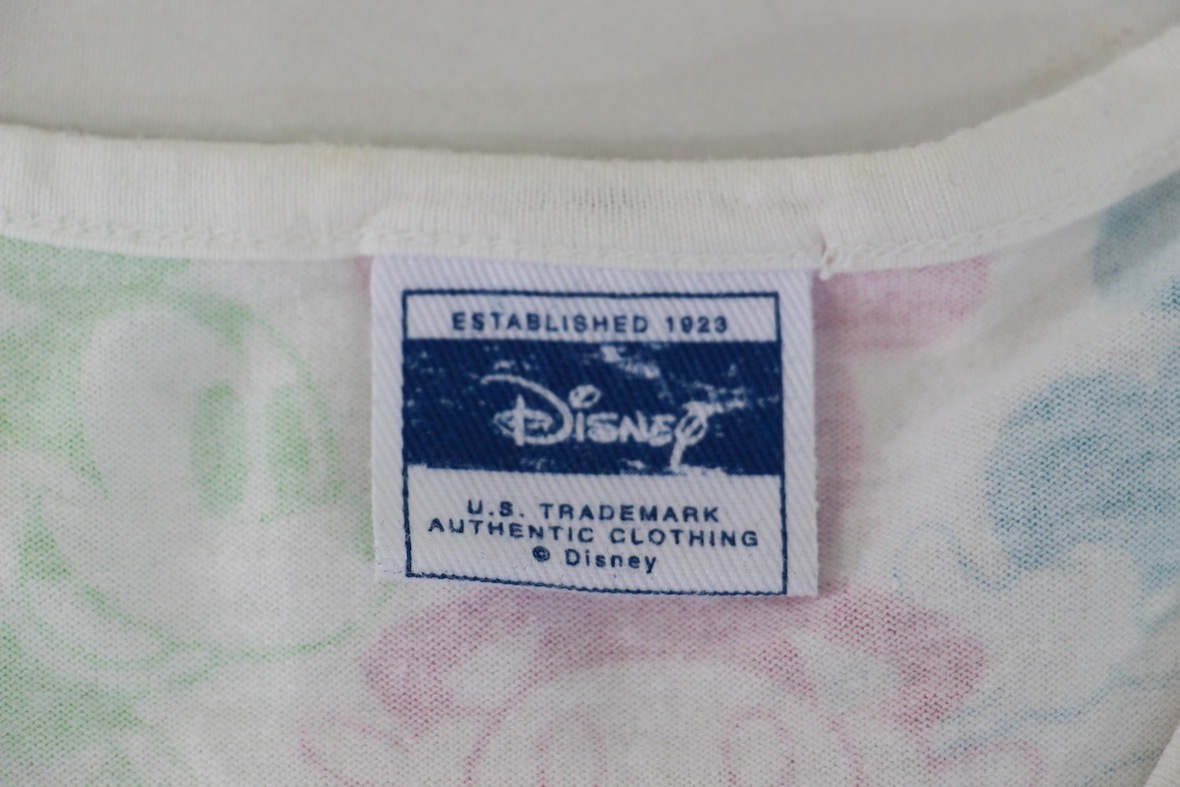 ESTABLISHED 1923
Disney
U.S. TRADEMARK
AUTHENTIC CLOTHING
© Disney